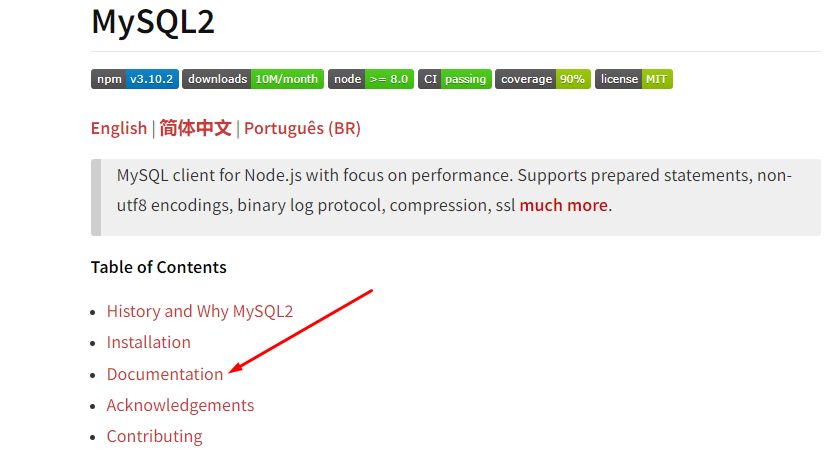 MySQL2
npm v3.10.2 downloads 10M/month node >= 8.0 CI passing coverage 90% license MIT
English | 简体中文 | Português (BR)
MySQL client for Node.js with focus on performance. Supports prepared statements, non-
utf8 encodings, binary log protocol, compression, ssl much more.
Table of Contents
• History and Why MySQL2
• Installation
• Documentation
• Acknowledgements
• Contributing